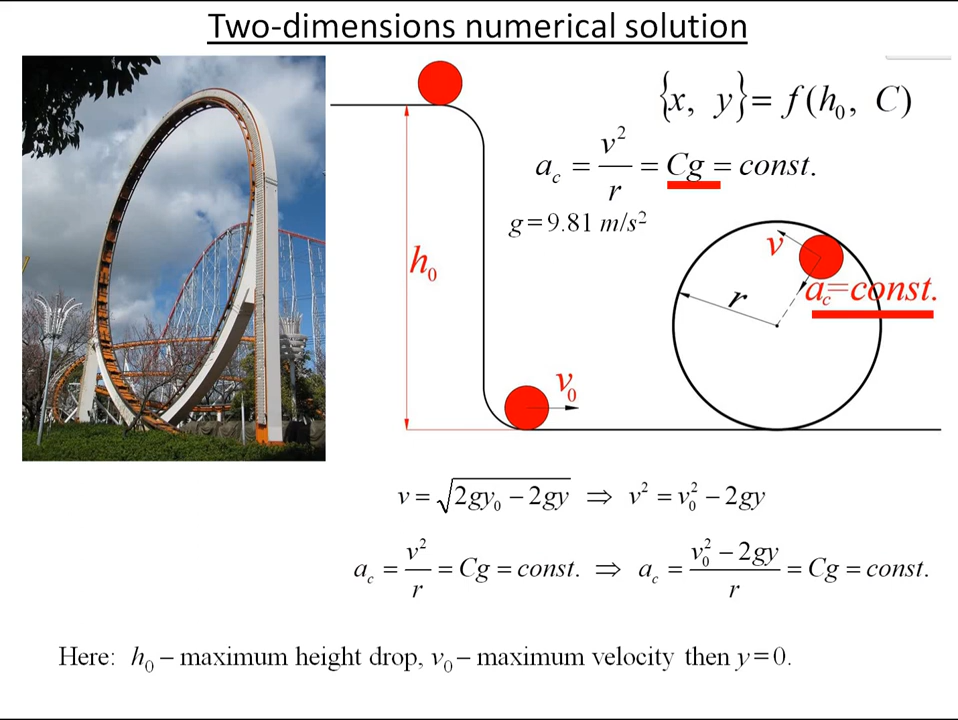 Two-dimensions numerical solution
{x, y}= f(h₀, C)
a_c = v²/r = Cg = const.
g=9.81 m/s²
h₀
v
a_c=const.
r
v₀
v = √(2gy₀ − 2gy) ⇒ v² = v₀² − 2gy
a_c = v²/r = Cg = const. ⇒ a_c = (v₀² − 2gy)/r = Cg = const.
Here: h₀ – maximum height drop, v₀ – maximum velocity then y=0.